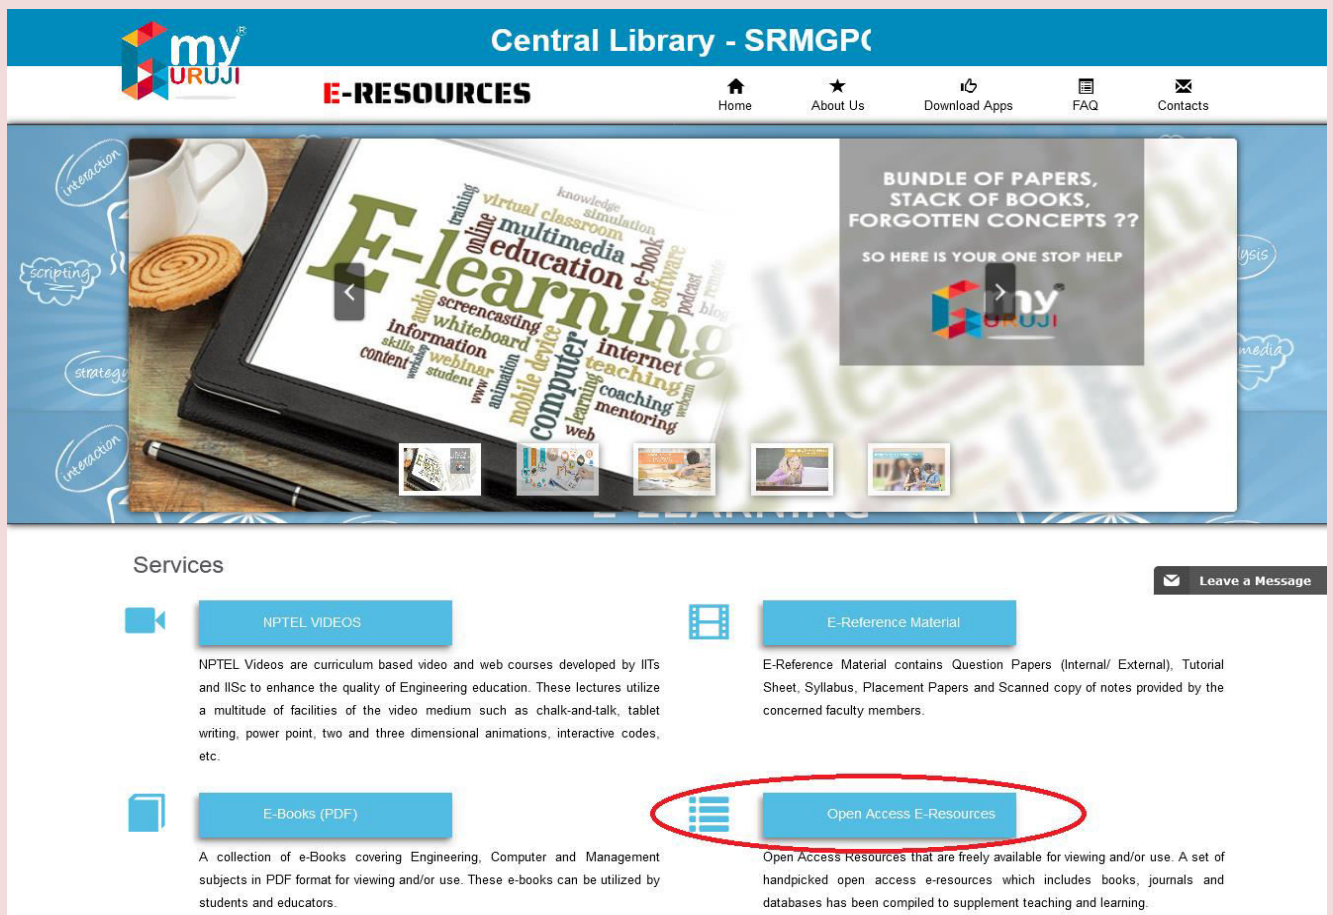 my®
URUJI
Central Library - SRMGPC
E-RESOURCES
Home
About Us
Download Apps
FAQ
Contacts
interaction
scripting
strategy
interaction
ysis
media
E-learning
knowledge
simulation
training
virtual classroom
online
multimedia
education
e-book
software
podcast
remote
blog
audio
screencasting
whiteboard
information
skills
content
workshop
webinar
student
www
animation
mobile device
computer
internet
teaching
learning
coaching
mentoring
webcam
web
BUNDLE OF PAPERS,
STACK OF BOOKS,
FORGOTTEN CONCEPTS ??
SO HERE IS YOUR ONE STOP HELP
my®
URUJI
E-LEARNING
Services
Leave a Message
NPTEL VIDEOS
NPTEL Videos are curriculum based video and web courses developed by IITs
and IISc to enhance the quality of Engineering education. These lectures utilize
a multitude of facilities of the video medium such as chalk-and-talk, tablet
writing, power point, two and three dimensional animations, interactive codes,
etc.
E-Reference Material
E-Reference Material contains Question Papers (Internal/ External), Tutorial
Sheet, Syllabus, Placement Papers and Scanned copy of notes provided by the
concerned faculty members.
E-Books (PDF)
A collection of e-Books covering Engineering, Computer and Management
subjects in PDF format for viewing and/or use. These e-books can be utilized by
students and educators.
Open Access E-Resources
Open Access Resources that are freely available for viewing and/or use. A set of
handpicked open access e-resources which includes books, journals and
databases has been compiled to supplement teaching and learning.